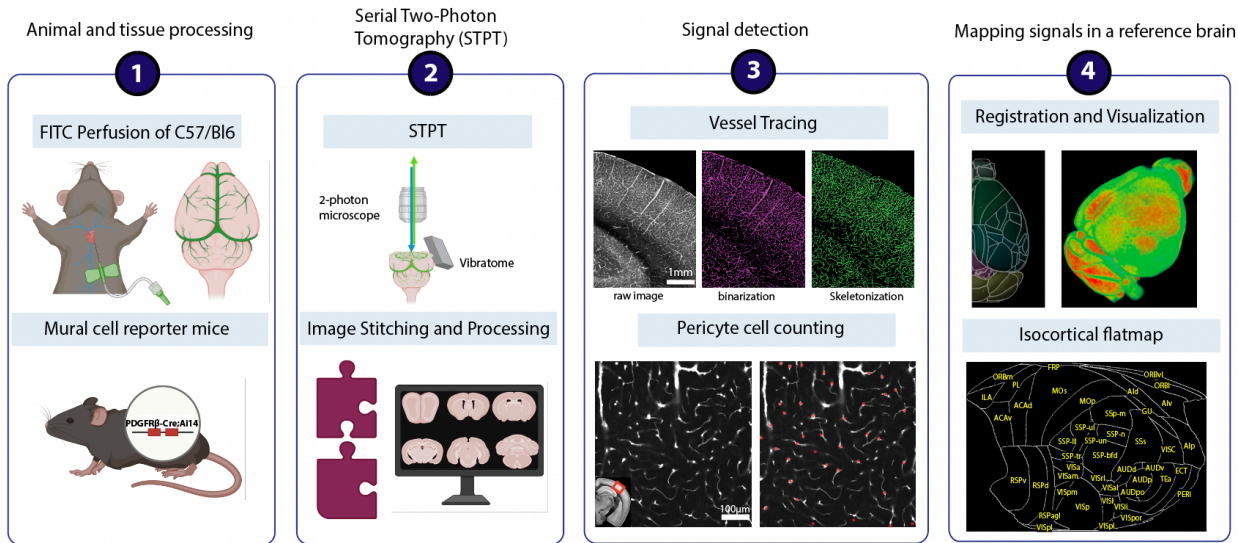 Animal and tissue processing
1
FITC Perfusion of C57/Bl6
Mural cell reporter mice
PDGFRβ-Cre;Ai14
Serial Two-Photon
Tomography (STPT)
2
STPT
2-photon
microscope
Vibratome
Image Stitching and Processing
Signal detection
3
Vessel Tracing
1mm
raw image
binarization
Skeletonization
Pericyte cell counting
100μm
Mapping signals in a reference brain
4
Registration and Visualization
Isocortical flatmap
FRP
ORBm
ORBvl
PL
ORBl
MOs
AId
ILA
ACAd
MOp
AIv
ACAv
SSp-m
GU
SSP-ul
SSP-n
SSP-ll
SSP-un
SSs
AIp
VISC
SSP-tr
SSP-bfd
VISa
AUDd
AUDv
ECT
VISam
VISrl
AUDp
TEa
RSPv
RSPd
VISal
VISpm
AUDpo
PERI
VISl
VISp
VISli
RSPagl
VISpor
VISpl
VISpl